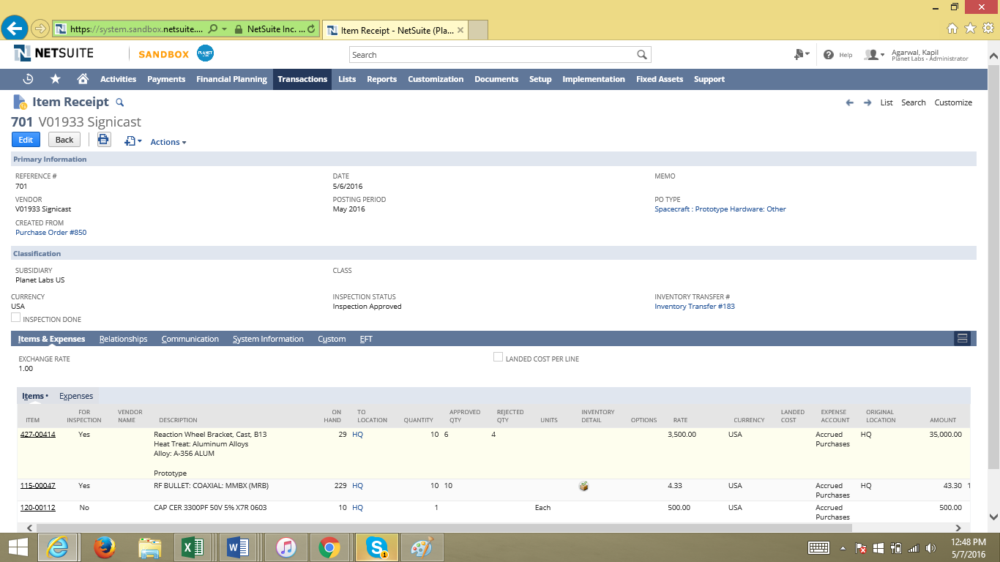 https://system.sandbox.netsuite....
NetSuite Inc. ...
Item Receipt - NetSuite (Pla...
NETSUITE
SANDBOX
PLANET
Search
Help
Agarwal, Kapil
Planet Labs - Administrator
Activities Payments Financial Planning Transactions Lists Reports Customization Documents Setup Implementation Fixed Assets Support
Item Receipt
List Search Customize
701 V01933 Signicast
Edit Back Actions
Primary Information
REFERENCE # DATE MEMO
701 5/6/2016
VENDOR POSTING PERIOD PO TYPE
V01933 Signicast May 2016 Spacecraft : Prototype Hardware: Other
CREATED FROM
Purchase Order #850
Classification
SUBSIDIARY CLASS
Planet Labs US
CURRENCY INSPECTION STATUS INVENTORY TRANSFER #
USA Inspection Approved Inventory Transfer #183
INSPECTION DONE
Items & Expenses Relationships Communication System Information Custom EFT
EXCHANGE RATE LANDED COST PER LINE
1.00
Items • Expenses
FOR VENDOR ON TO APPROVED REJECTED INVENTORY LANDED EXPENSE ORIGINAL
ITEM INSPECTION NAME DESCRIPTION HAND LOCATION QUANTITY QTY QTY UNITS DETAIL OPTIONS RATE CURRENCY COST ACCOUNT LOCATION AMOUNT
427-00414 Yes Reaction Wheel Bracket, Cast, B13 29 HQ 10 6 4 3,500.00 USA Accrued HQ 35,000.00
Heat Treat: Aluminum Alloys Purchases
Alloy: A-356 ALUM
Prototype
115-00047 Yes RF BULLET: COAXIAL: MMBX (MRB) 229 HQ 10 10 4.33 USA Accrued HQ 43.30 1
Purchases
120-00112 No CAP CER 3300PF 50V 5% X7R 0603 10 HQ 1 Each 500.00 USA Accrued 500.00
Purchases
12:48 PM
5/7/2016